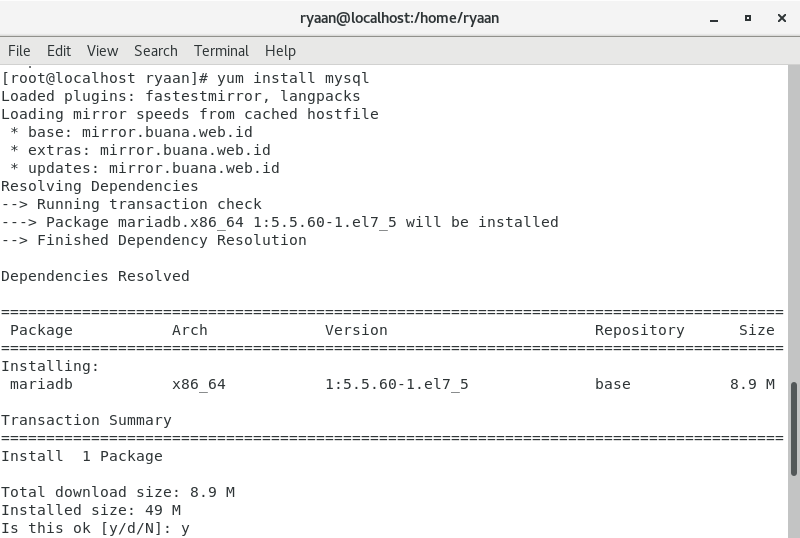 ryaan@localhost:/home/ryaan
File Edit View Search Terminal Help
[root@localhost ryaan]# yum install mysql
Loaded plugins: fastestmirror, langpacks
Loading mirror speeds from cached hostfile
 * base: mirror.buana.web.id
 * extras: mirror.buana.web.id
 * updates: mirror.buana.web.id
Resolving Dependencies
--> Running transaction check
---> Package mariadb.x86_64 1:5.5.60-1.el7_5 will be installed
--> Finished Dependency Resolution
Dependencies Resolved
=======================================================================================
 Package           Arch           Version                       Repository      Size
=======================================================================================
Installing:
 mariadb           x86_64           1:5.5.60-1.el7_5              base           8.9 M
Transaction Summary
=======================================================================================
Install  1 Package
Total download size: 8.9 M
Installed size: 49 M
Is this ok [y/d/N]: y